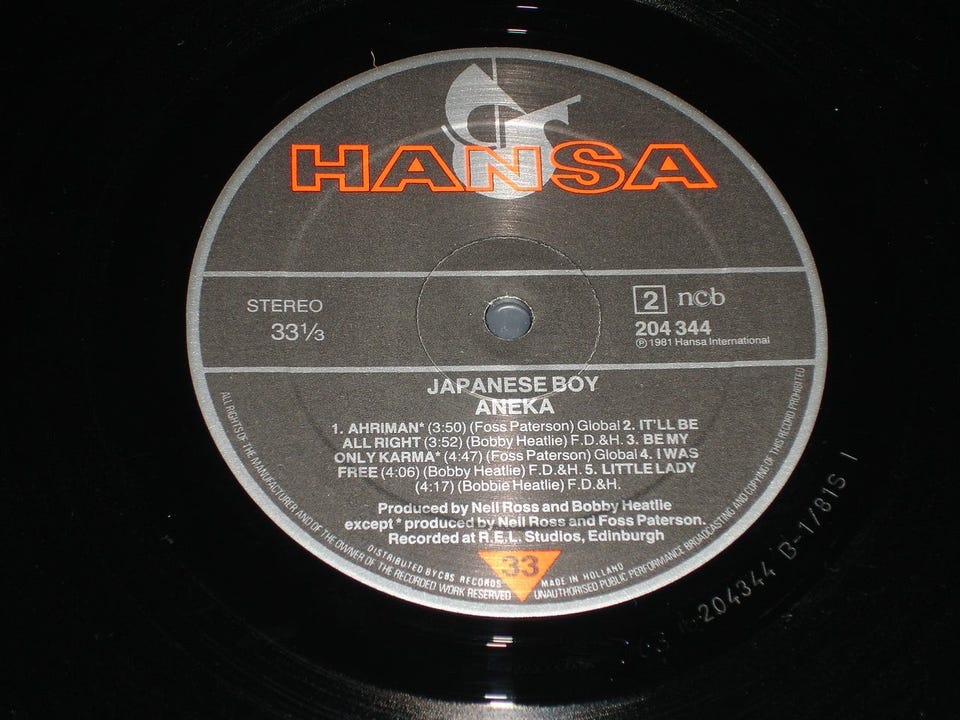 HANSA
STEREO
33⅓
2 ncb
204 344
℗ 1981 Hansa International
JAPANESE BOY
ANEKA
1. AHRIMAN* (3:50) (Foss Paterson) Global 2. IT'LL BE
ALL RIGHT (3:52) (Bobby Heatlie) F.D.&H. 3. BE MY
ONLY KARMA* (4:47) (Foss Paterson) Global 4. I WAS
FREE (4:06) (Bobby Heatlie) F.D.&H. 5. LITTLE LADY
(4:17) (Bobbie Heatlie) F.D.&H.
Produced by Neil Ross and Bobby Heatlie
except * produced by Neil Ross and Foss Paterson.
Recorded at R.E.L. Studios, Edinburgh
33
DISTRIBUTED BY CBS RECORDS MADE IN HOLLAND
ALL RIGHTS OF THE MANUFACTURER AND OF THE OWNER OF THE RECORDED WORK RESERVED UNAUTHORISED PUBLIC PERFORMANCE BROADCASTING AND COPYING OF THIS RECORD PROHIBITED
204344 B-1/81S 1